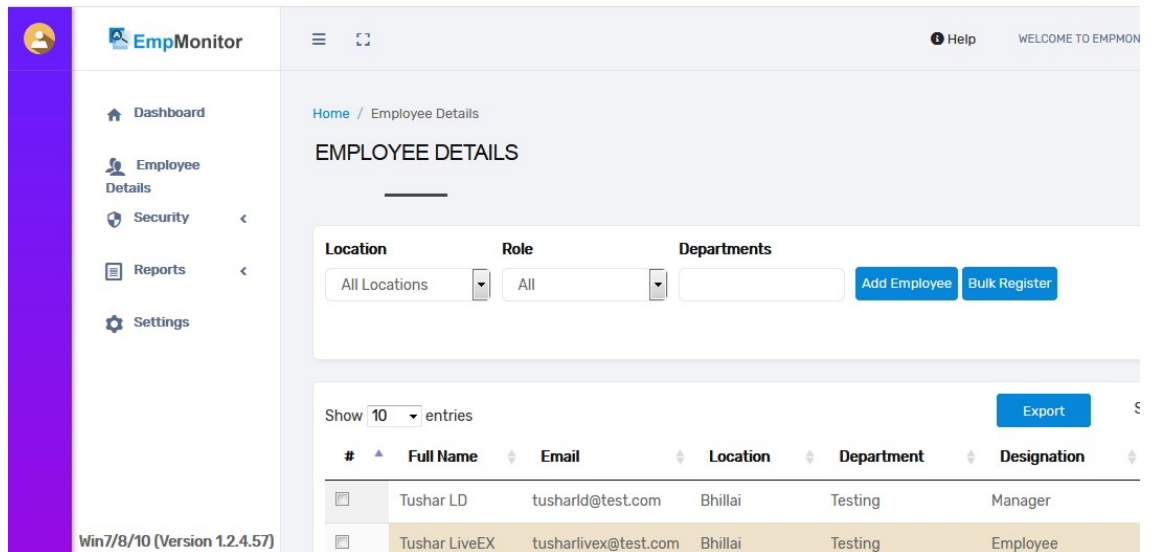 EmpMonitor
Help
WELCOME TO EMPMON
Dashboard
Employee
Details
Security
Reports
Settings
Win7/8/10 (Version 1.2.4.57)
Home / Employee Details
EMPLOYEE DETAILS
Location Role Departments
All Locations All Add Employee Bulk Register
Show 10 entries Export S
# Full Name Email Location Department Designation
Tushar LD tusharld@test.com Bhillai Testing Manager
Tushar LiveEX tusharlivex@test.com Bhillai Testing Employee